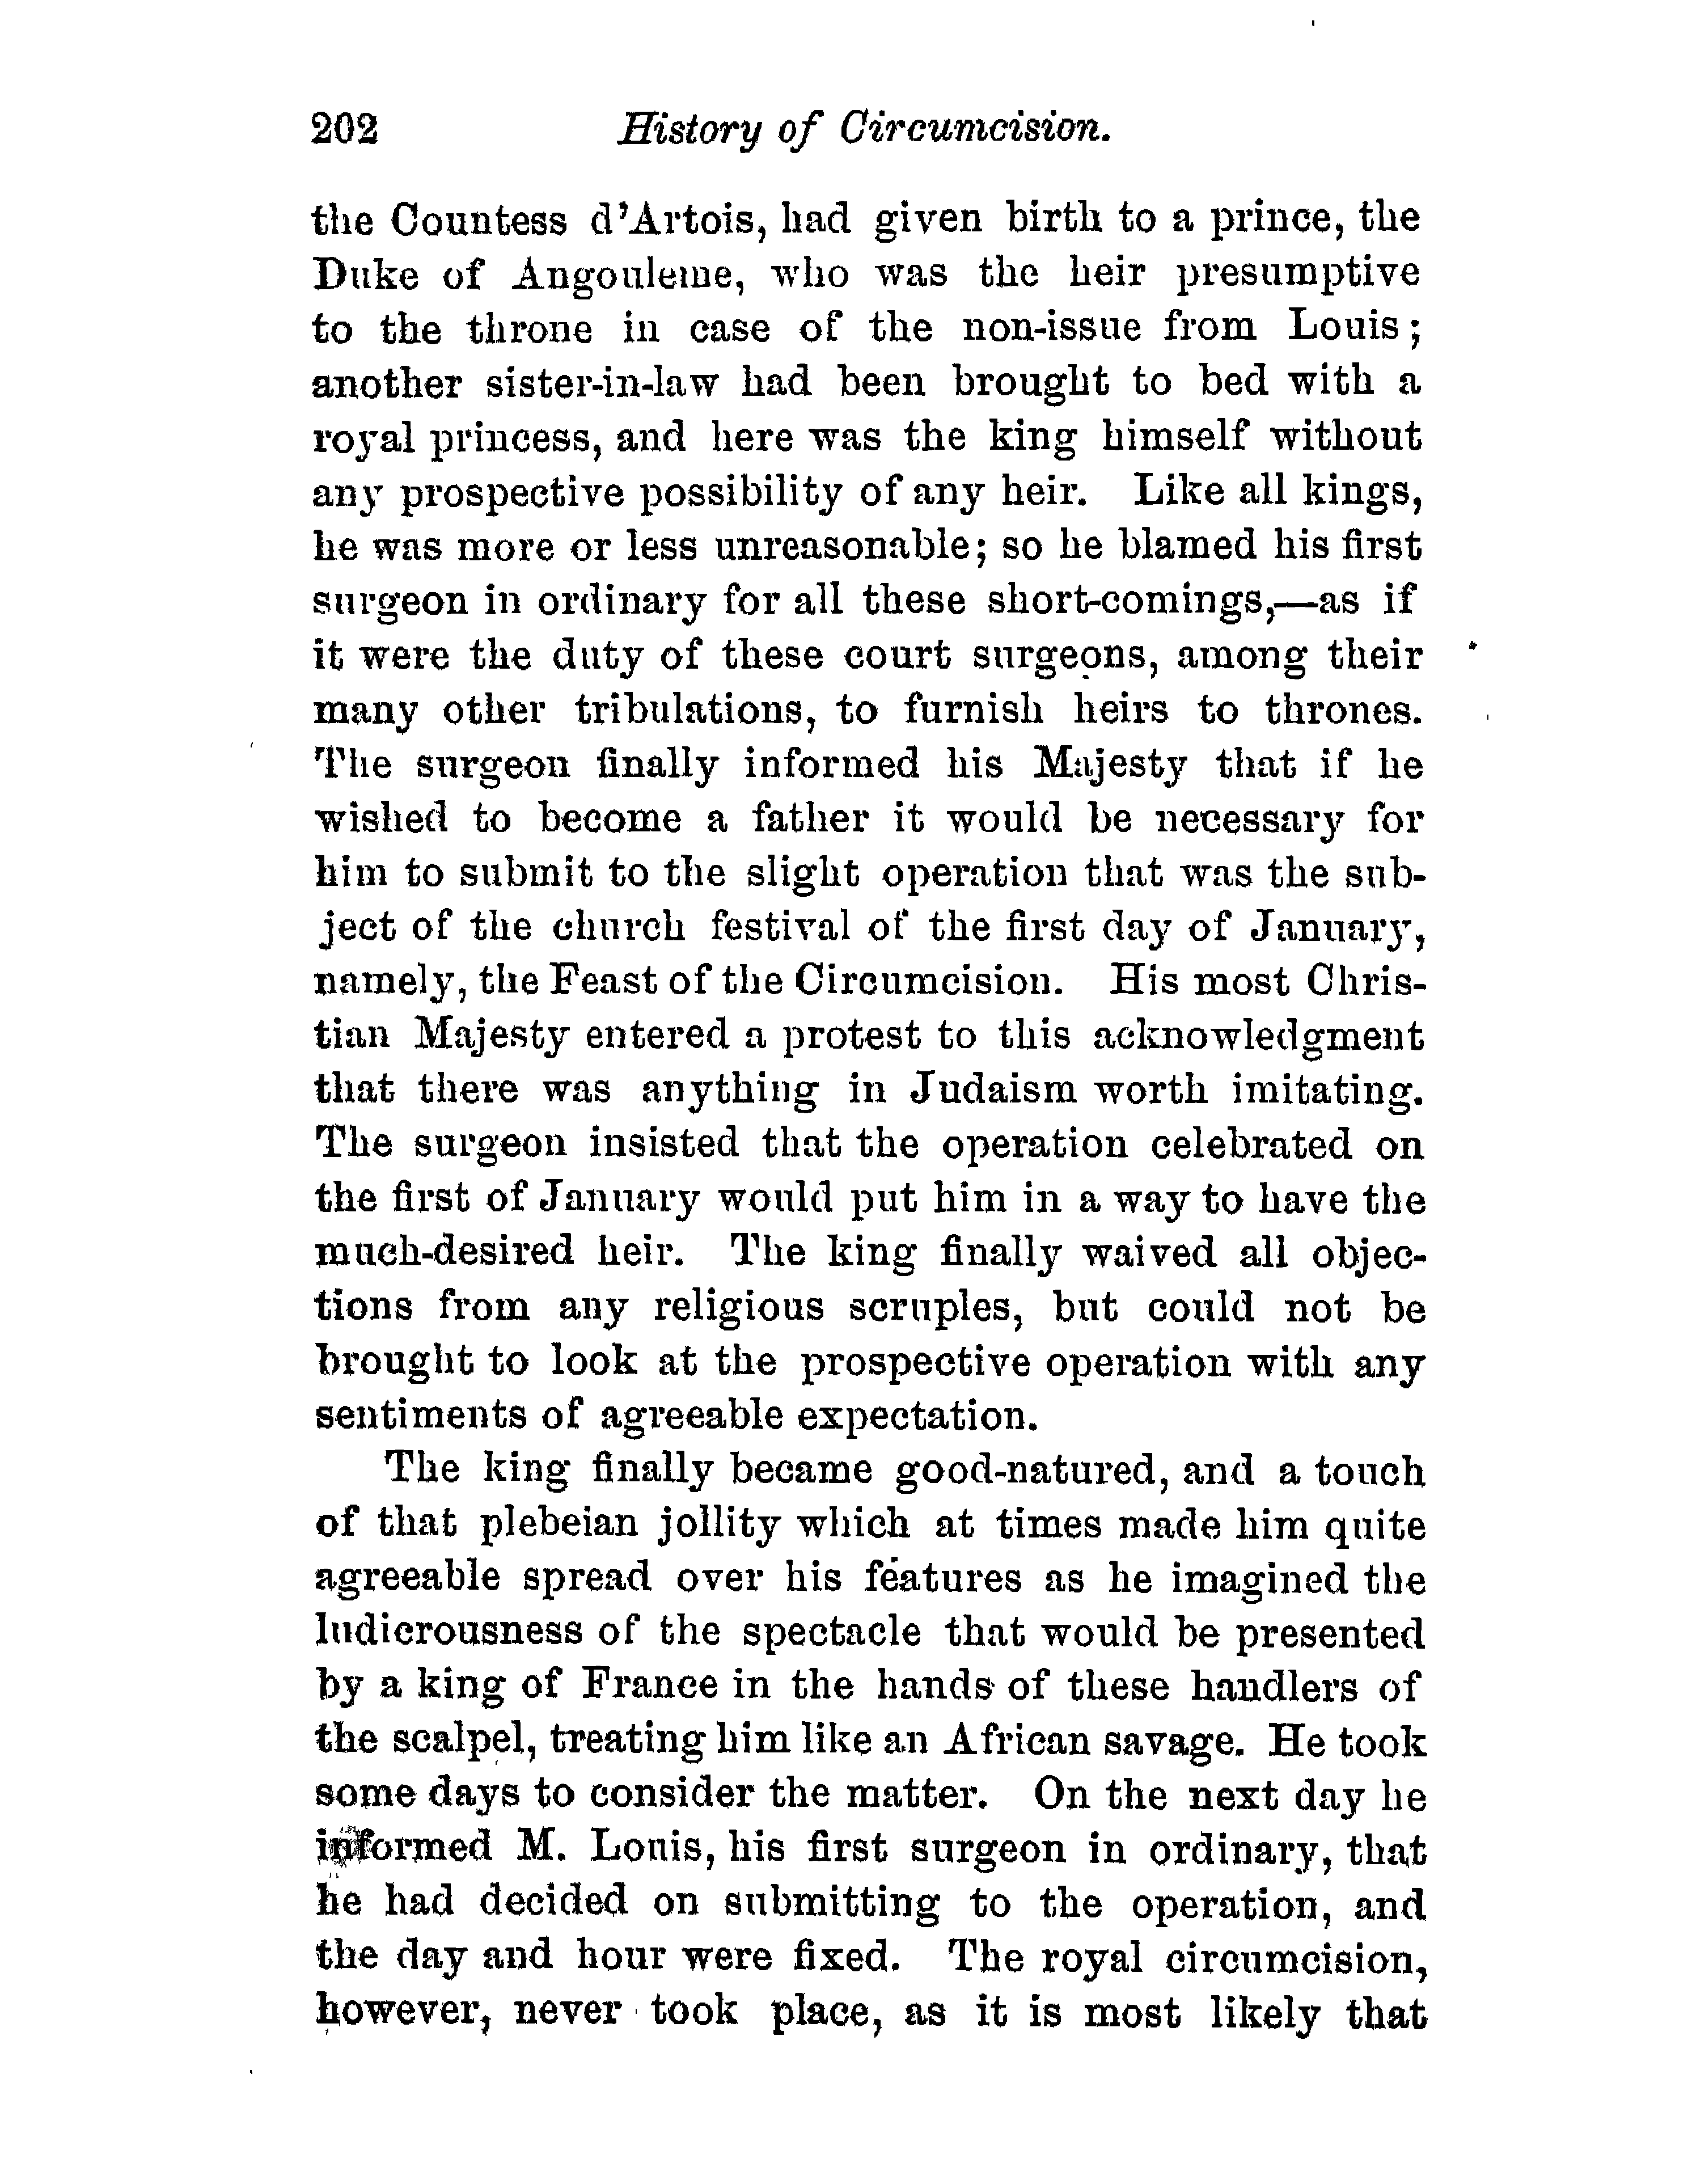 202 History of Circumcision.
the Countess d'Artois, had given birth to a prince, the
Duke of Angouleme, who was the heir presumptive
to the throne in case of the non-issue from Louis;
another sister-in-law had been brought to bed with a
royal princess, and here was the king himself without
any prospective possibility of any heir. Like all kings,
he was more or less unreasonable; so he blamed his first
surgeon in ordinary for all these short-comings,—as if
it were the duty of these court surgeons, among their
many other tribulations, to furnish heirs to thrones.
The surgeon finally informed his Majesty that if he
wished to become a father it would be necessary for
him to submit to the slight operation that was the sub-
ject of the church festival of the first day of January,
namely, the Feast of the Circumcision. His most Chris-
tian Majesty entered a protest to this acknowledgment
that there was anything in Judaism worth imitating.
The surgeon insisted that the operation celebrated on
the first of January would put him in a way to have the
much-desired heir. The king finally waived all objec-
tions from any religious scruples, but could not be
brought to look at the prospective operation with any
sentiments of agreeable expectation.
The king finally became good-natured, and a touch
of that plebeian jollity which at times made him quite
agreeable spread over his features as he imagined the
ludicrousness of the spectacle that would be presented
by a king of France in the hands of these handlers of
the scalpel, treating him like an African savage. He took
some days to consider the matter. On the next day he
informed M. Louis, his first surgeon in ordinary, that
he had decided on submitting to the operation, and
the day and hour were fixed. The royal circumcision,
however, never took place, as it is most likely that